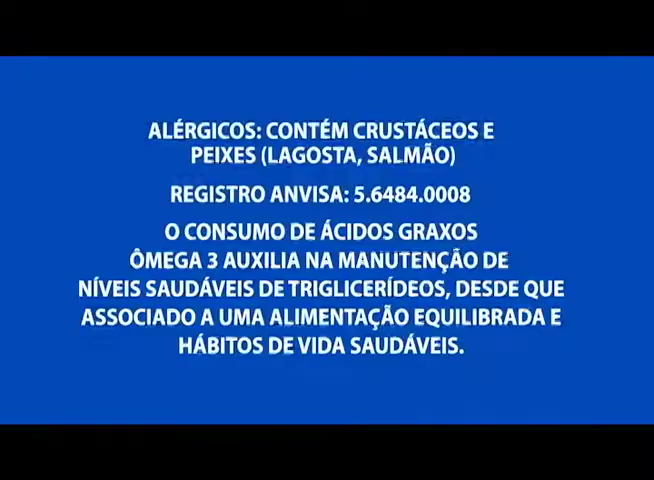 ALÉRGICOS: CONTÉM CRUSTÁCEOS E
PEIXES (LAGOSTA, SALMÃO)
REGISTRO ANVISA: 5.6484.0008
O CONSUMO DE ÁCIDOS GRAXOS
ÔMEGA 3 AUXILIA NA MANUTENÇÃO DE
NÍVEIS SAUDÁVEIS DE TRIGLICERÍDEOS, DESDE QUE
ASSOCIADO A UMA ALIMENTAÇÃO EQUILIBRADA E
HÁBITOS DE VIDA SAUDÁVEIS.